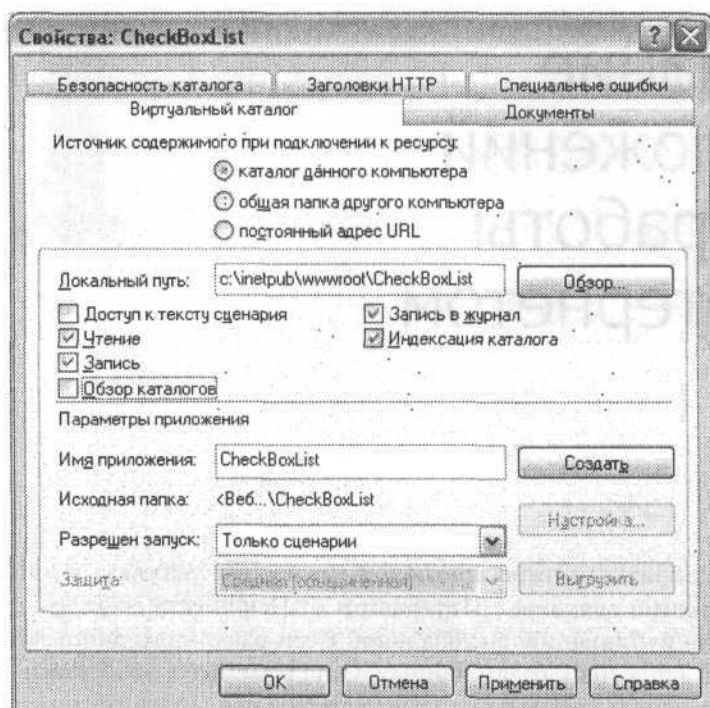 Свойства: CheckBoxList
Безопасность каталога Заголовки HTTP Специальные ошибки
Виртуальный каталог Документы
Источник содержимого при подключении к ресурсу:
каталог данного компьютера
общая папка другого компьютера
постоянный адрес URL
Локальный путь: c:\inetpub\wwwroot\CheckBoxList Обзор...
Доступ к тексту сценария Запись в журнал
Чтение Индексация каталога
Запись
Обзор каталогов
Параметры приложения
Имя приложения: CheckBoxList Создать
Исходная папка: <Веб...\CheckBoxList
Настройка...
Разрешен запуск: Только сценарии
Защита: Средняя (объединенная) Выгрузить
OK Отмена Применить Справка